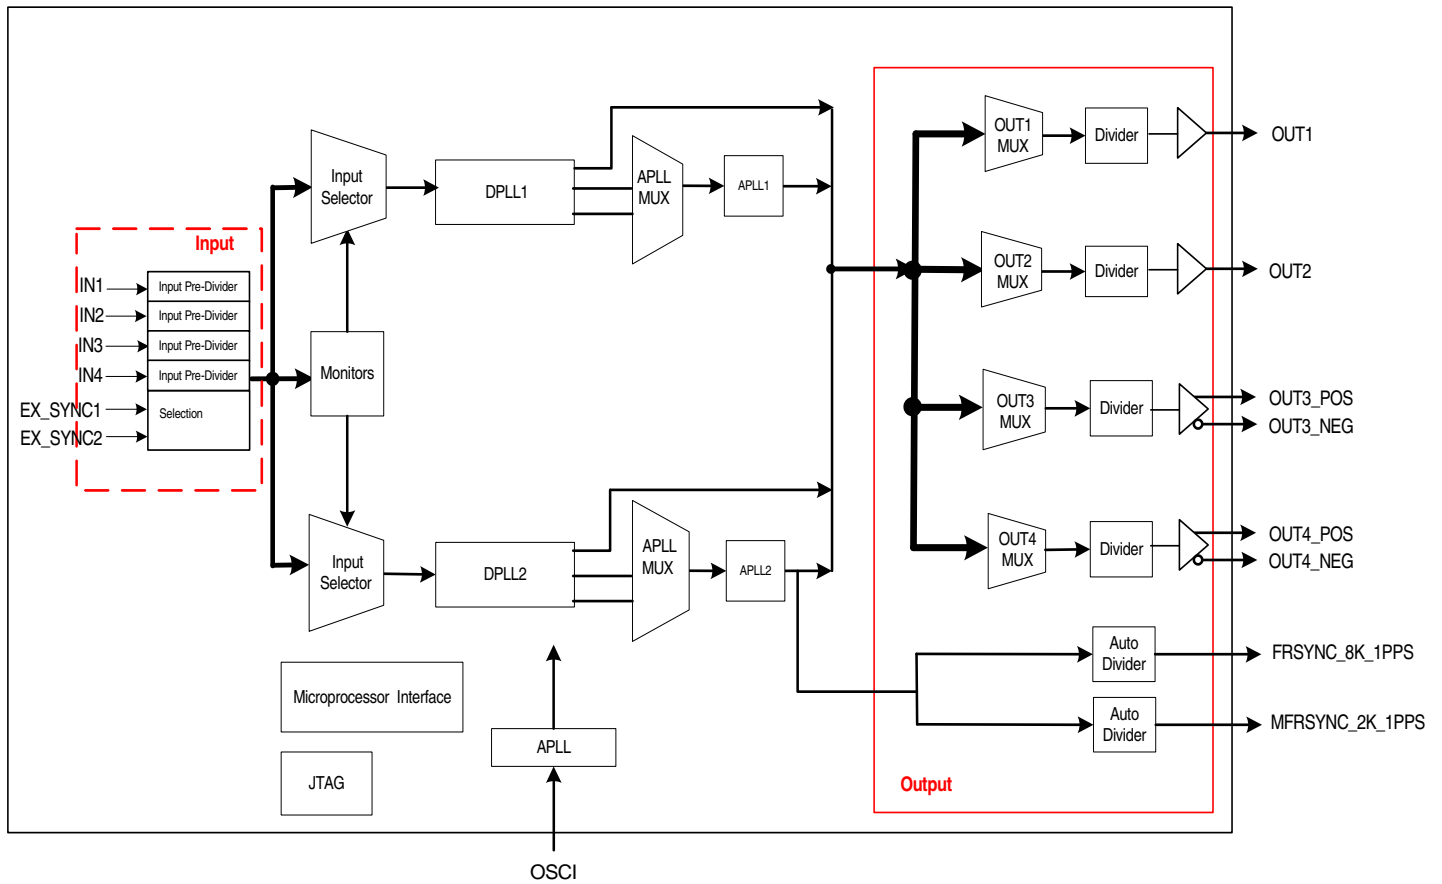 Input
IN1
Input Pre-Divider
IN2
Input Pre-Divider
IN3
Input Pre-Divider
IN4
Input Pre-Divider
EX_SYNC1
Selection
EX_SYNC2
Input
Selector
DPLL1
APLL
MUX
APLL1
Monitors
Input
Selector
DPLL2
APLL
MUX
APLL2
Microprocessor Interface
JTAG
APLL
OSCI
OUT1
MUX
Divider
OUT1
OUT2
MUX
Divider
OUT2
OUT3
MUX
Divider
OUT3_POS
OUT3_NEG
OUT4
MUX
Divider
OUT4_POS
OUT4_NEG
Auto
Divider
FRSYNC_8K_1PPS
Auto
Divider
MFRSYNC_2K_1PPS
Output